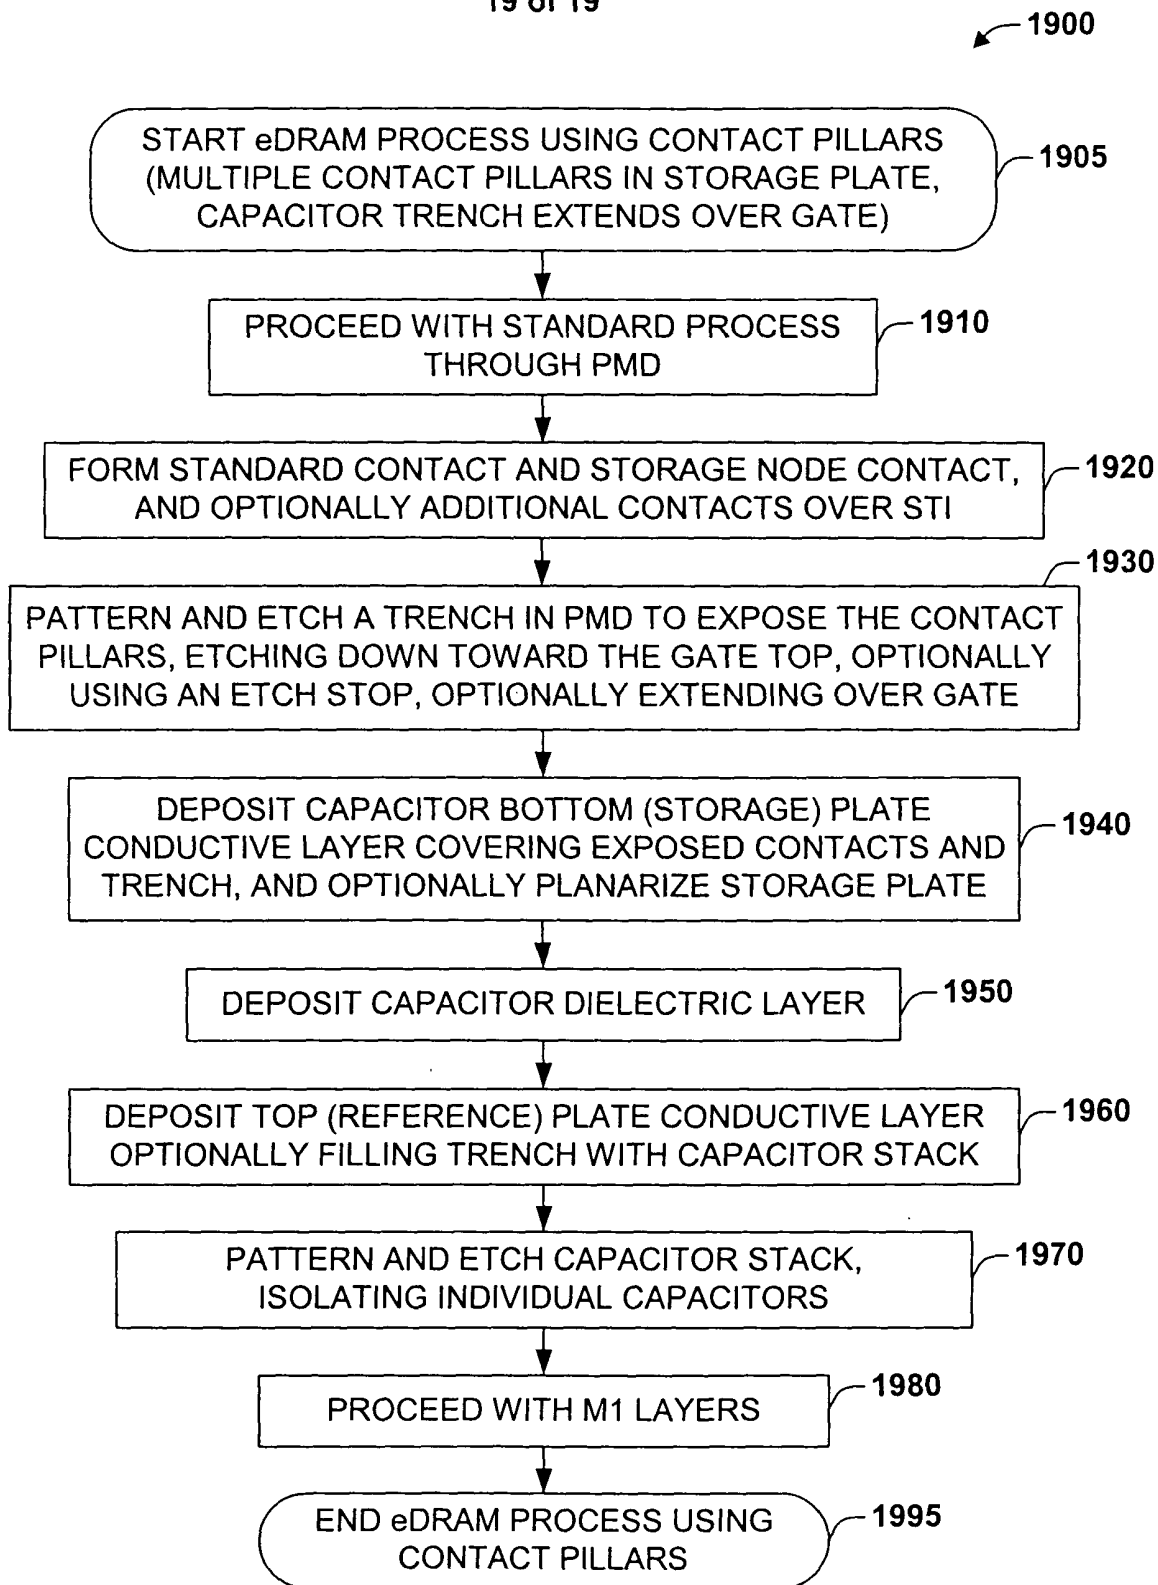 19 of 19
1900
START eDRAM PROCESS USING CONTACT PILLARS
(MULTIPLE CONTACT PILLARS IN STORAGE PLATE,
CAPACITOR TRENCH EXTENDS OVER GATE)
1905
PROCEED WITH STANDARD PROCESS
THROUGH PMD
1910
FORM STANDARD CONTACT AND STORAGE NODE CONTACT,
AND OPTIONALLY ADDITIONAL CONTACTS OVER STI
1920
PATTERN AND ETCH A TRENCH IN PMD TO EXPOSE THE CONTACT
PILLARS, ETCHING DOWN TOWARD THE GATE TOP, OPTIONALLY
USING AN ETCH STOP, OPTIONALLY EXTENDING OVER GATE
1930
DEPOSIT CAPACITOR BOTTOM (STORAGE) PLATE
CONDUCTIVE LAYER COVERING EXPOSED CONTACTS AND
TRENCH, AND OPTIONALLY PLANARIZE STORAGE PLATE
1940
DEPOSIT CAPACITOR DIELECTRIC LAYER
1950
DEPOSIT TOP (REFERENCE) PLATE CONDUCTIVE LAYER
OPTIONALLY FILLING TRENCH WITH CAPACITOR STACK
1960
PATTERN AND ETCH CAPACITOR STACK,
ISOLATING INDIVIDUAL CAPACITORS
1970
PROCEED WITH M1 LAYERS
1980
END eDRAM PROCESS USING
CONTACT PILLARS
1995